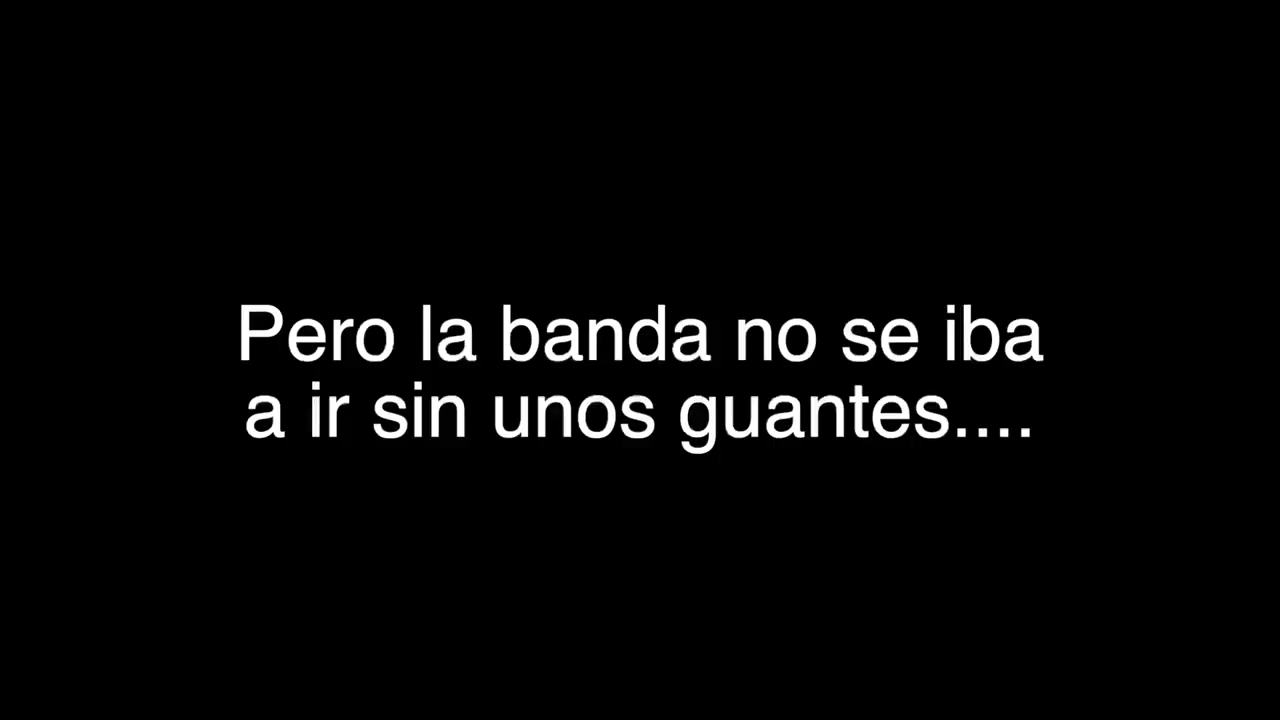 Pero la banda no se iba
a ir sin unos guantes....